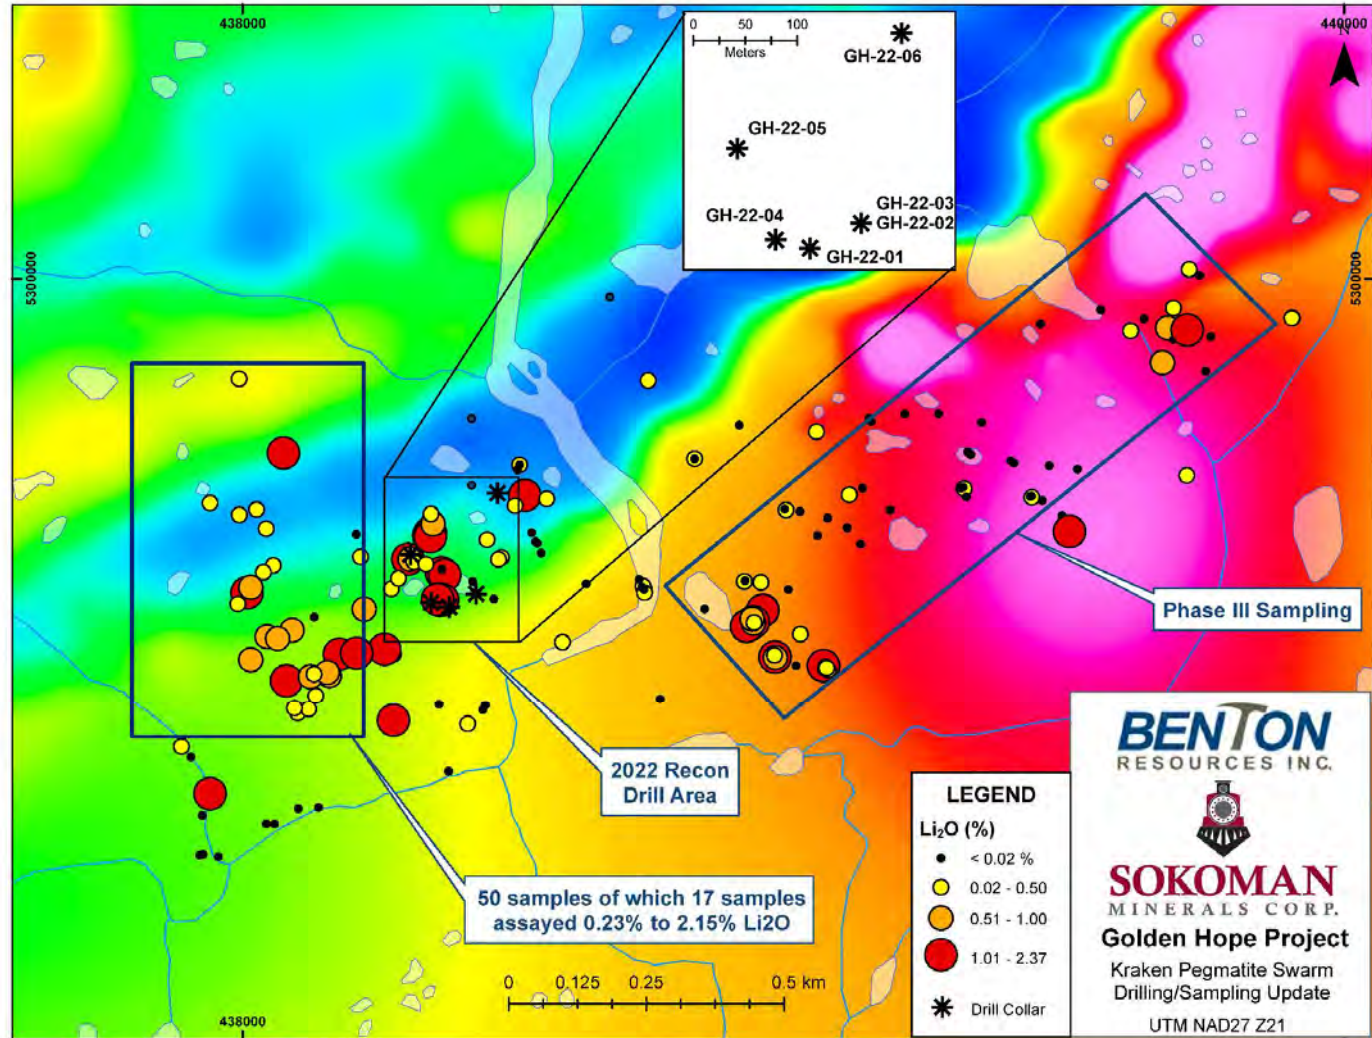 438000
440000
N
0 50 100
Meters
GH-22-06
GH-22-05
GH-22-03
GH-22-04
GH-22-02
GH-22-01
5300000
5300000
Phase III Sampling
2022 Recon
Drill Area
50 samples of which 17 samples
assayed 0.23% to 2.15% Li2O
0 0.125 0.25 0.5 km
438000
LEGEND
Li₂O (%)
< 0.02 %
0.02 - 0.50
0.51 - 1.00
1.01 - 2.37
Drill Collar
BENTON
RESOURCES INC.
SOKOMAN
MINERALS CORP.
Golden Hope Project
Kraken Pegmatite Swarm
Drilling/Sampling Update
UTM NAD27 Z21